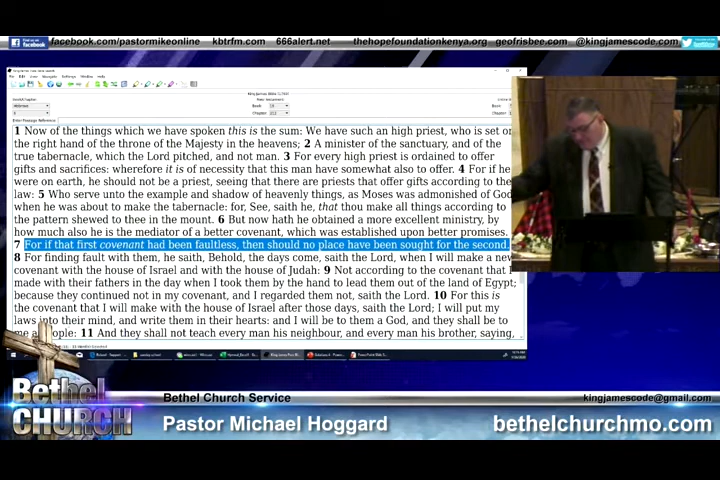 Find us on facebook facebook.com/pastormikeonline kbtrfm.com 666alert.net thehopefoundationkenya.org geofrisbee.com @kingjamescode.com twitter
Hebrews
1 Now of the things which we have spoken this is the sum: We have such an high priest, who is set on
the right hand of the throne of the Majesty in the heavens; 2 A minister of the sanctuary, and of the
true tabernacle, which the Lord pitched, and not man. 3 For every high priest is ordained to offer
gifts and sacrifices: wherefore it is of necessity that this man have somewhat also to offer. 4 For if he
were on earth, he should not be a priest, seeing that there are priests that offer gifts according to the
law: 5 Who serve unto the example and shadow of heavenly things, as Moses was admonished of God
when he was about to make the tabernacle: for, See, saith he, that thou make all things according to
the pattern shewed to thee in the mount. 6 But now hath he obtained a more excellent ministry, by
how much also he is the mediator of a better covenant, which was established upon better promises.
7 For if that first covenant had been faultless, then should no place have been sought for the second.
8 For finding fault with them, he saith, Behold, the days come, saith the Lord, when I will make a new
covenant with the house of Israel and with the house of Judah: 9 Not according to the covenant that I
made with their fathers in the day when I took them by the hand to lead them out of the land of Egypt;
because they continued not in my covenant, and I regarded them not, saith the Lord. 10 For this is
the covenant that I will make with the house of Israel after those days, saith the Lord; I will put my
laws into their mind, and write them in their hearts: and I will be to them a God, and they shall be to
me a people: 11 And they shall not teach every man his neighbour, and every man his brother, saying,
Bethel
CHURCH
Bethel Church Service
kingjamescode@gmail.com
Pastor Michael Hoggard
bethelchurchmo.com